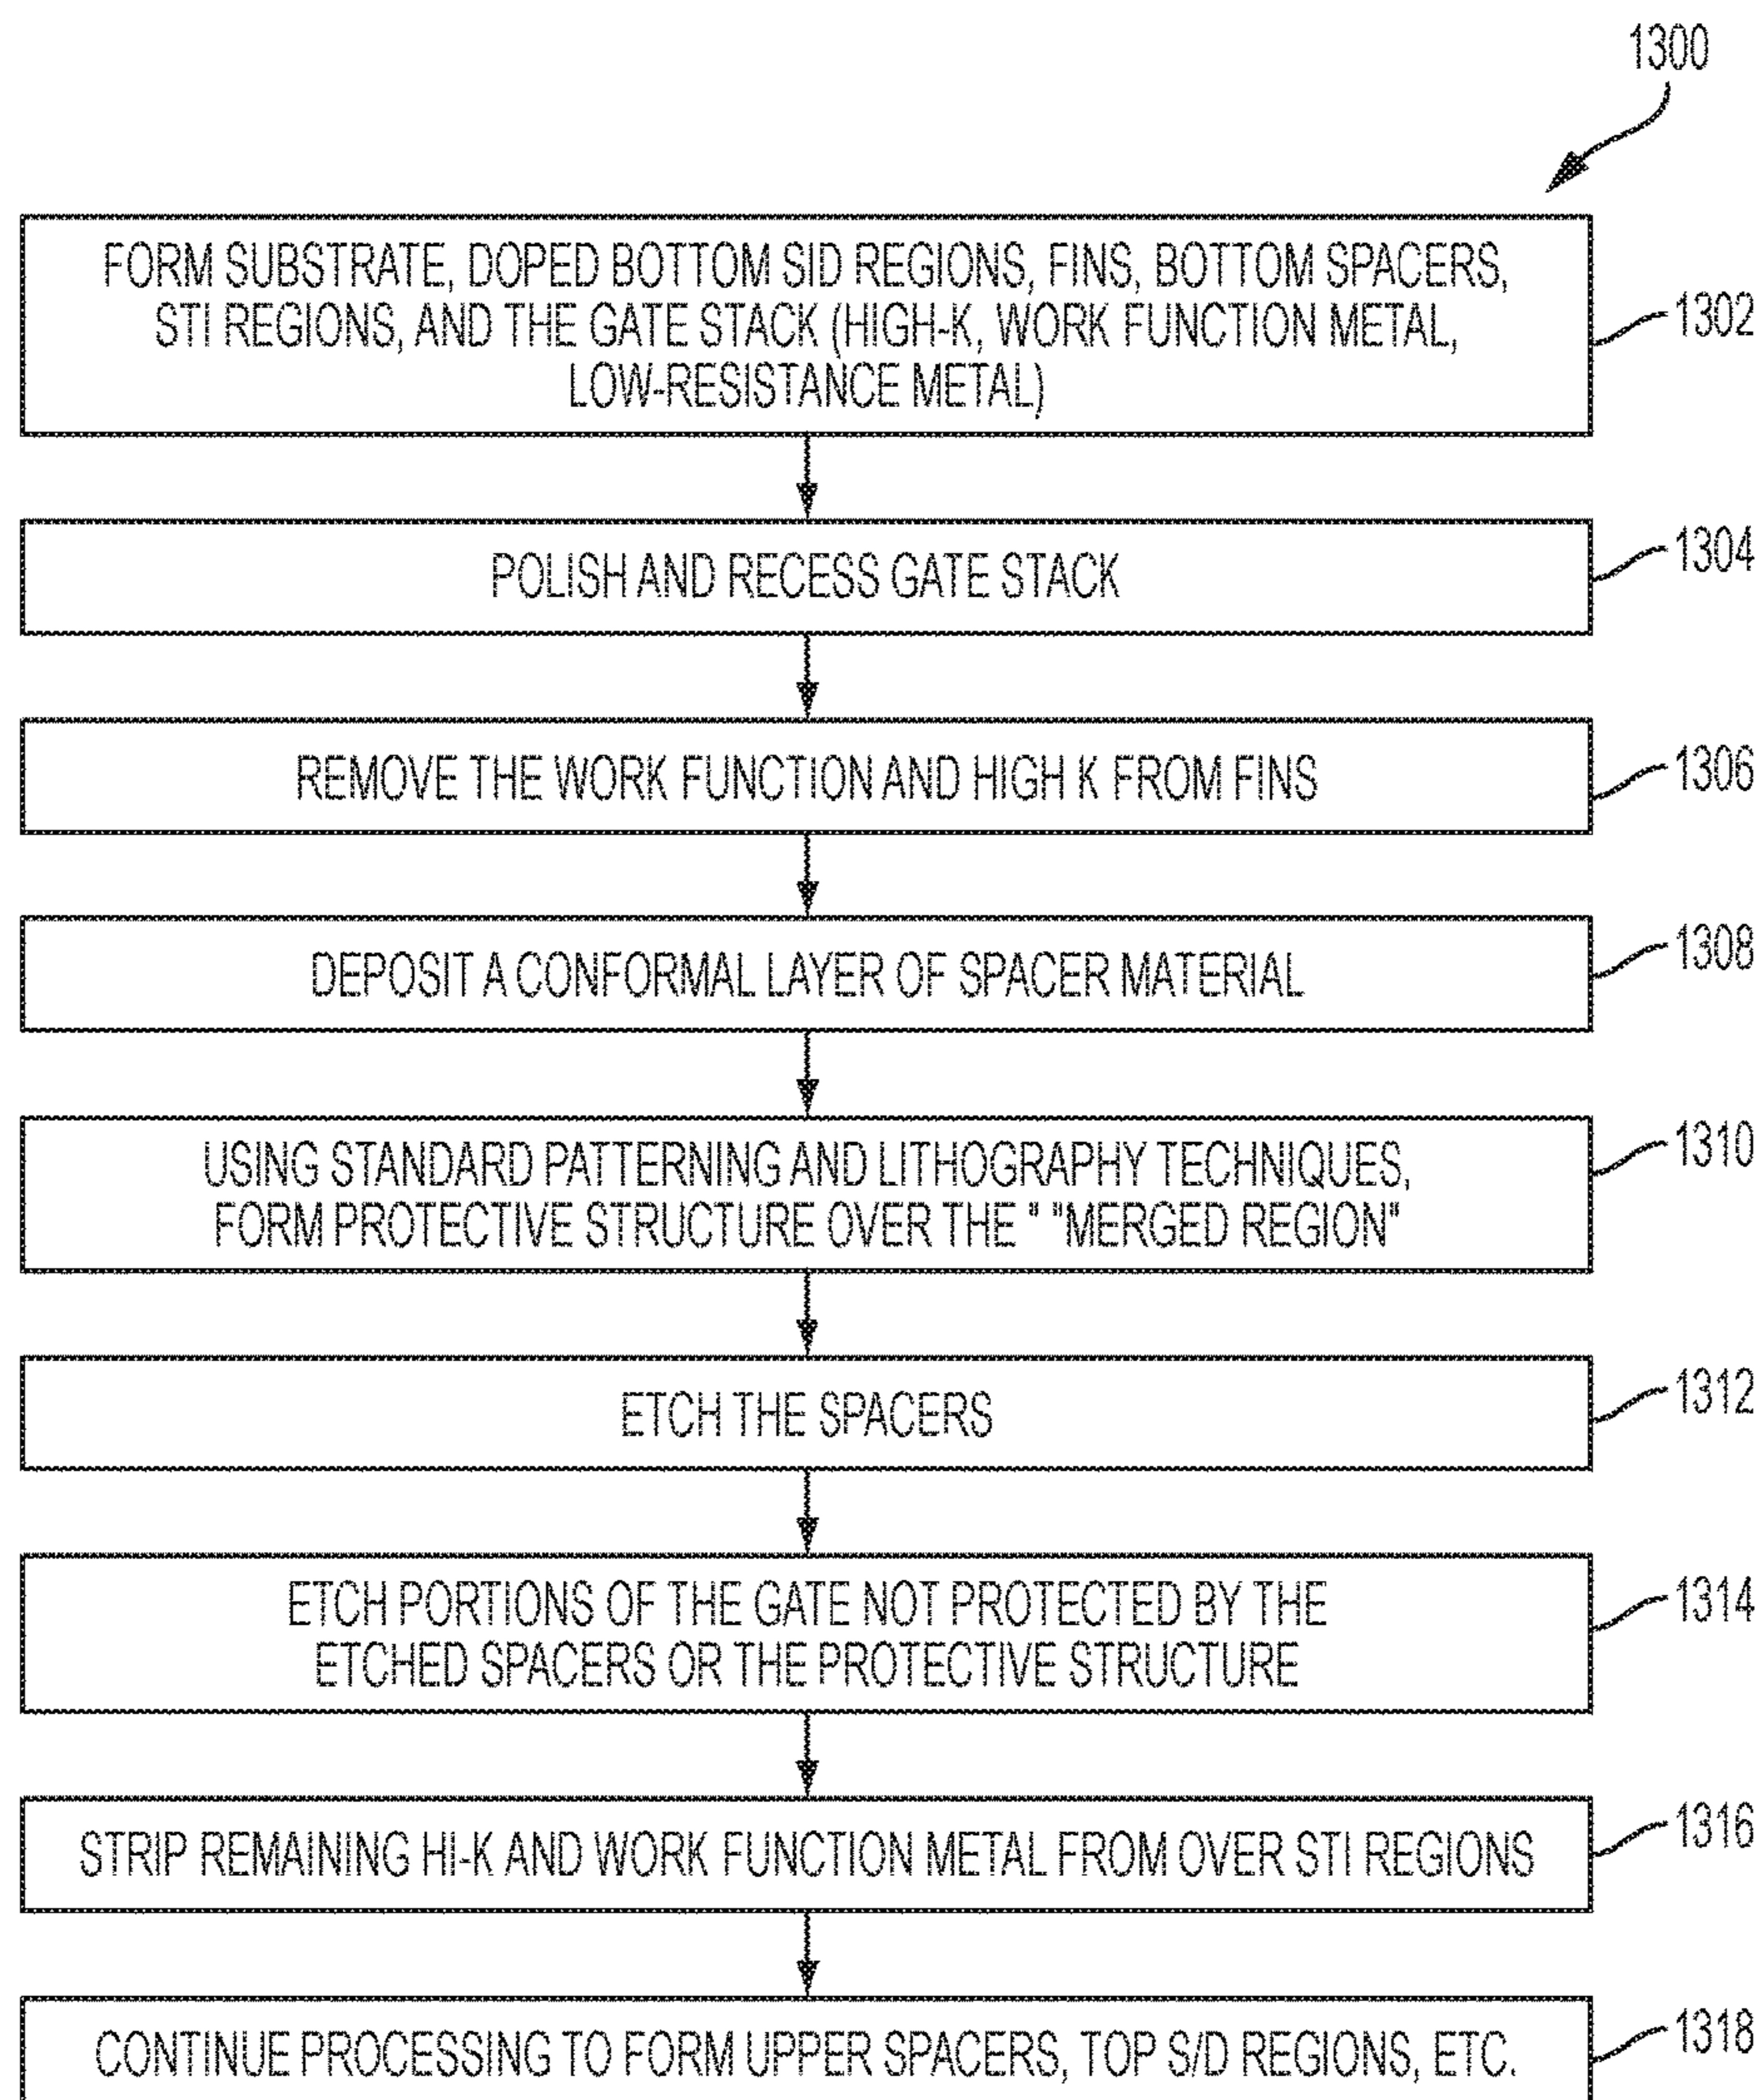 1300
FORM SUBSTRATE, DOPED BOTTOM SID REGIONS, FINS, BOTTOM SPACERS,
STI REGIONS, AND THE GATE STACK (HIGH-K, WORK FUNCTION METAL,
LOW-RESISTANCE METAL)
1302
POLISH AND RECESS GATE STACK
1304
REMOVE THE WORK FUNCTION AND HIGH K FROM FINS
1306
DEPOSIT A CONFORMAL LAYER OF SPACER MATERIAL
1308
USING STANDARD PATTERNING AND LITHOGRAPHY TECHNIQUES,
FORM PROTECTIVE STRUCTURE OVER THE " "MERGED REGION"
1310
ETCH THE SPACERS
1312
ETCH PORTIONS OF THE GATE NOT PROTECTED BY THE
ETCHED SPACERS OR THE PROTECTIVE STRUCTURE
1314
STRIP REMAINING HI-K AND WORK FUNCTION METAL FROM OVER STI REGIONS
1316
CONTINUE PROCESSING TO FORM UPPER SPACERS, TOP S/D REGIONS, ETC.
1318